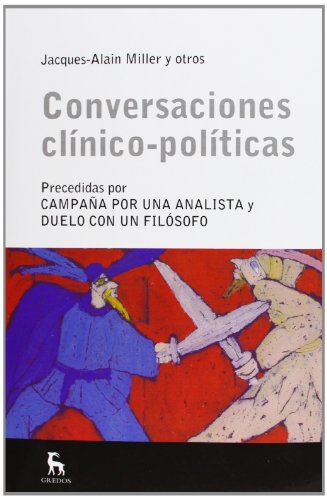 Jacques-Alain Miller y otros
Conversaciones
clínico-políticas
Precedidas por
CAMPAÑA POR UNA ANALISTA y
DUELO CON UN FILÓSOFO
GREDOS